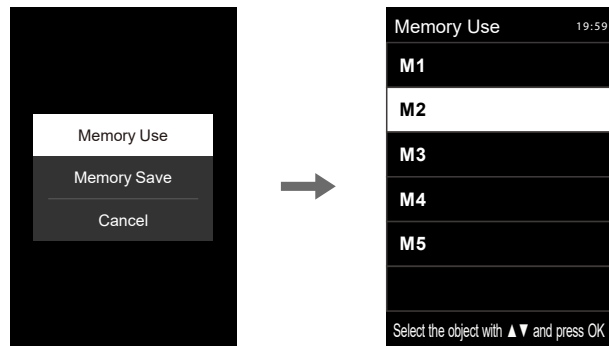 Memory Use
Memory Save
Cancel
Memory Use 19:59
M1
M2
M3
M4
M5
Select the object with ▲▼ and press OK